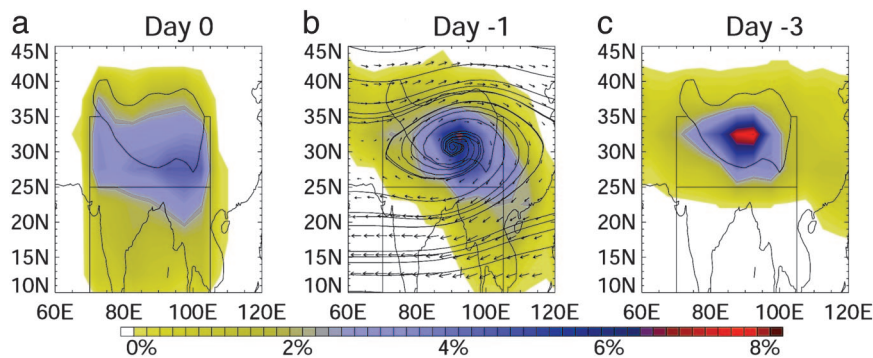 a Day 0 b Day -1 c Day -3
45N 45N 45N
40N 40N 40N
35N 35N 35N
30N 30N 30N
25N 25N 25N
20N 20N 20N
15N 15N 15N
10N 10N 10N
60E 80E 100E 120E 60E 80E 100E 120E 60E 80E 100E 120E
0% 2% 4% 6% 8%